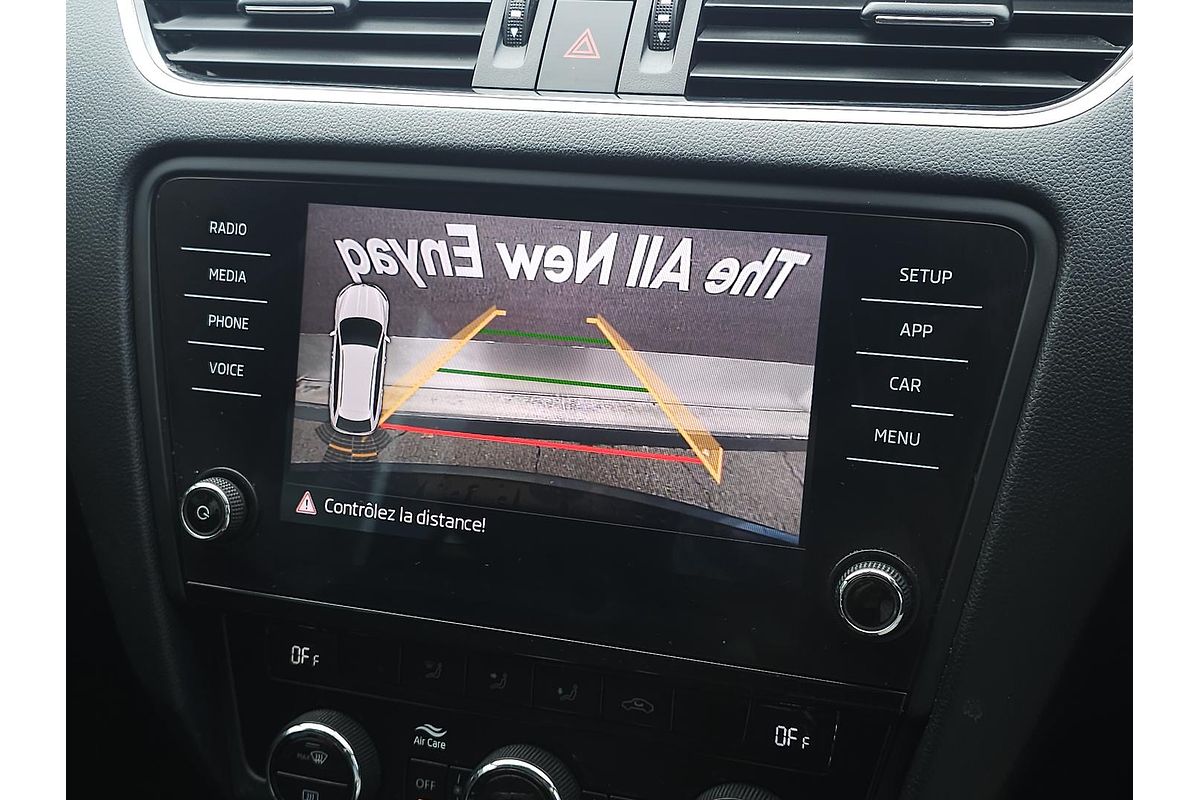 RADIO
MEDIA
PHONE
VOICE
The All New Enyaq
Contrôlez la distance!
SETUP
APP
CAR
MENU
OFF
OFF
Air Care
MAX
OFF